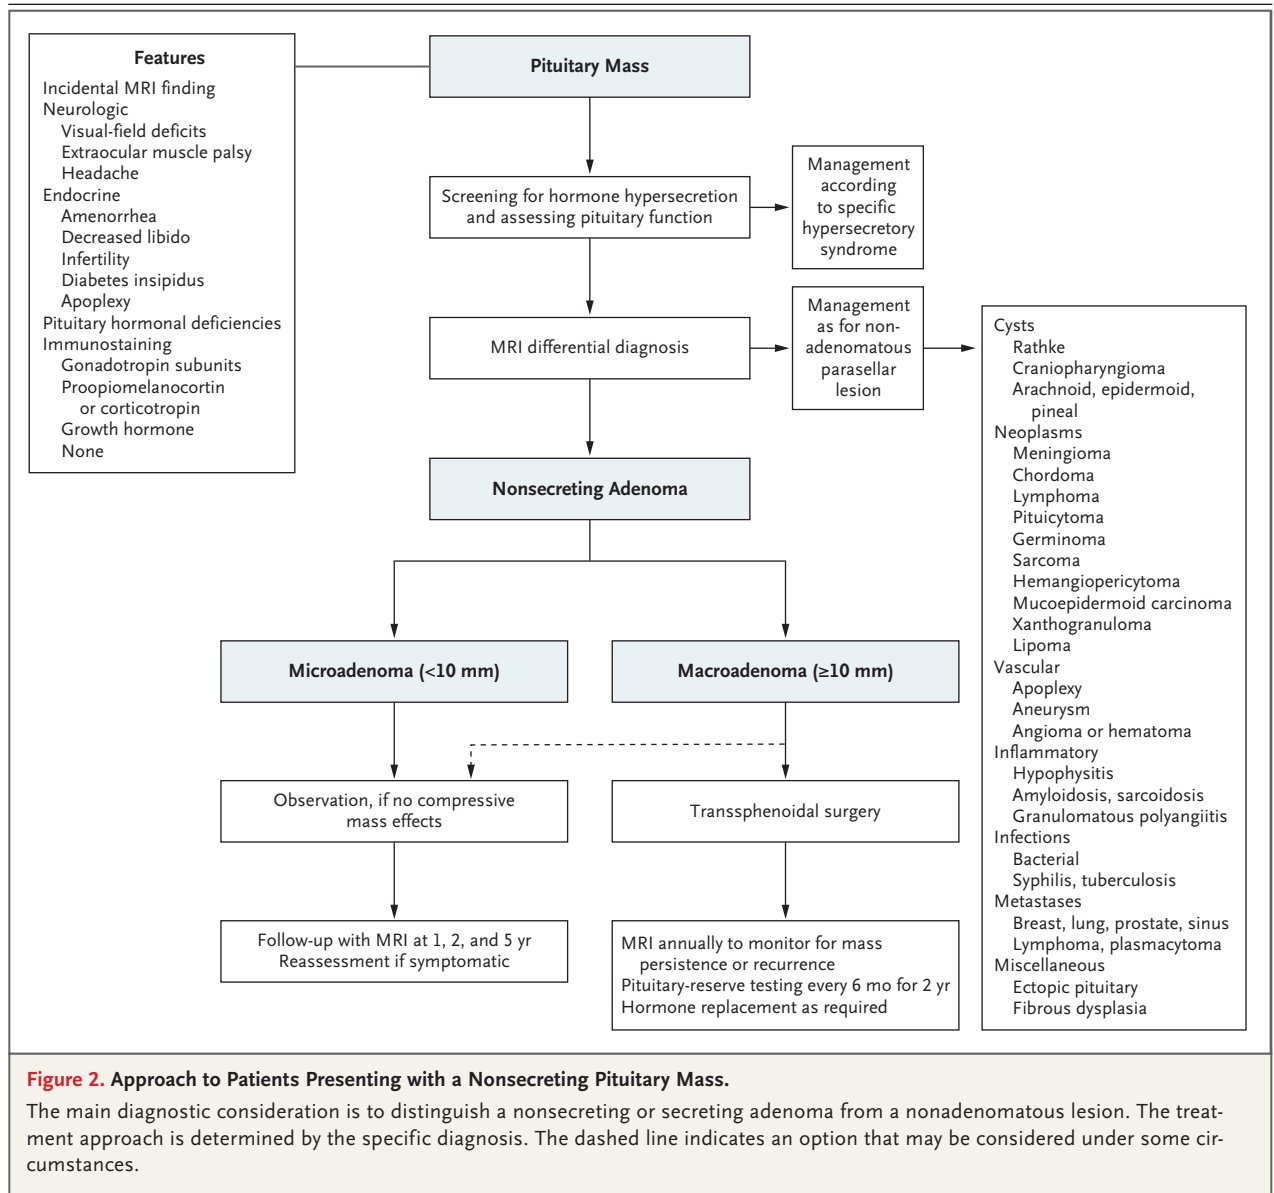 Features
Incidental MRI finding
Neurologic
Visual-field deficits
Extraocular muscle palsy
Headache
Endocrine
Amenorrhea
Decreased libido
Infertility
Diabetes insipidus
Apoplexy
Pituitary hormonal deficiencies
Immunostaining
Gonadotropin subunits
Proopiomelanocortin
or corticotropin
Growth hormone
None
Pituitary Mass
Screening for hormone hypersecretion
and assessing pituitary function
Management
according
to specific
hypersecretory
syndrome
MRI differential diagnosis
Management
as for non-
adenomatous
parasellar
lesion
Cysts
Rathke
Craniopharyngioma
Arachnoid, epidermoid,
pineal
Neoplasms
Meningioma
Chordoma
Lymphoma
Pituicytoma
Germinoma
Sarcoma
Hemangiopericytoma
Mucoepidermoid carcinoma
Xanthogranuloma
Lipoma
Vascular
Apoplexy
Aneurysm
Angioma or hematoma
Inflammatory
Hypophysitis
Amyloidosis, sarcoidosis
Granulomatous polyangiitis
Infections
Bacterial
Syphilis, tuberculosis
Metastases
Breast, lung, prostate, sinus
Lymphoma, plasmacytoma
Miscellaneous
Ectopic pituitary
Fibrous dysplasia
Nonsecreting Adenoma
Microadenoma (<10 mm)
Macroadenoma (≥10 mm)
Observation, if no compressive
mass effects
Transsphenoidal surgery
Follow-up with MRI at 1, 2, and 5 yr
Reassessment if symptomatic
MRI annually to monitor for mass
persistence or recurrence
Pituitary-reserve testing every 6 mo for 2 yr
Hormone replacement as required
Figure 2. Approach to Patients Presenting with a Nonsecreting Pituitary Mass.
The main diagnostic consideration is to distinguish a nonsecreting or secreting adenoma from a nonadenomatous lesion. The treat-
ment approach is determined by the specific diagnosis. The dashed line indicates an option that may be considered under some cir-
cumstances.